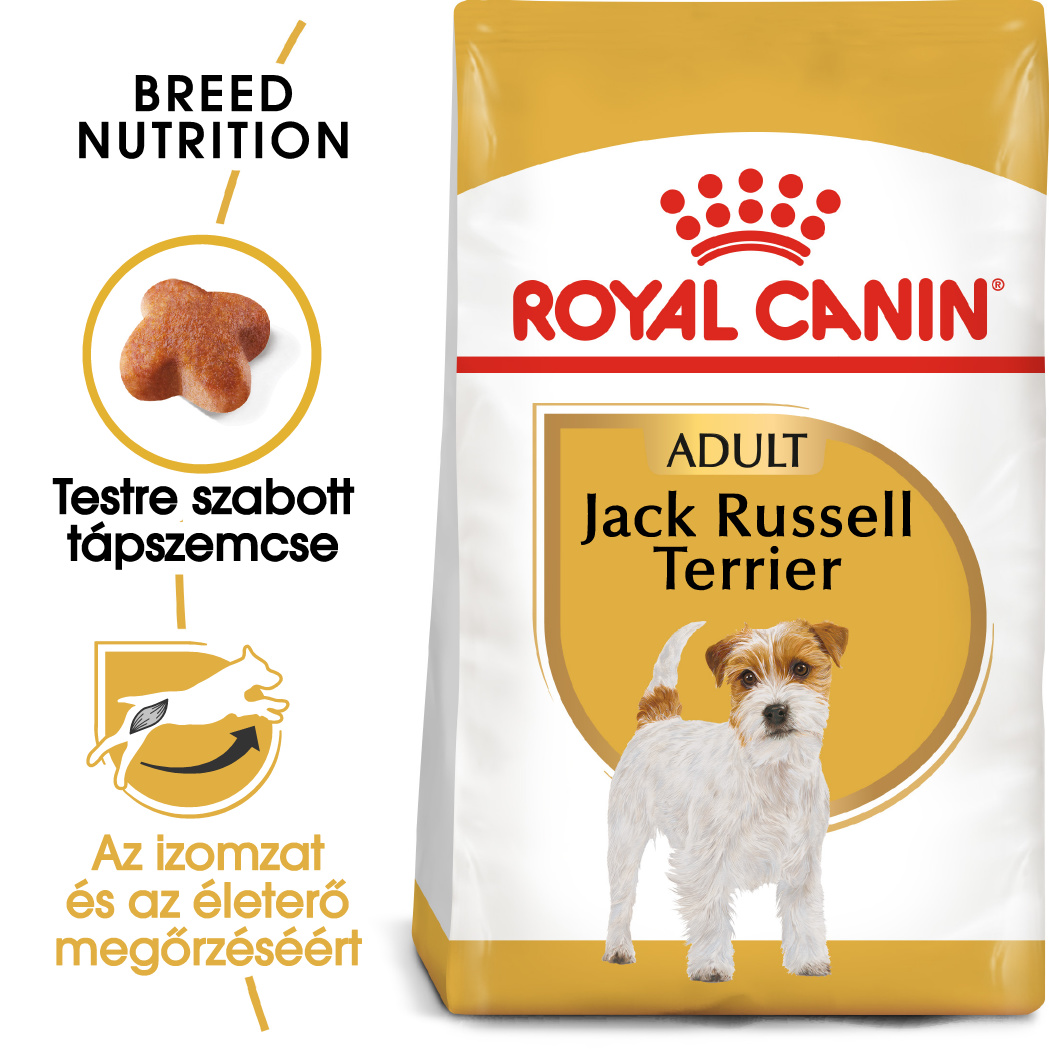 BREED
NUTRITION
Testre szabott
tápszemcse
Az izomzat
és az életerő
megőrzéséért
ROYAL CANIN®
ADULT
Jack Russell
Terrier